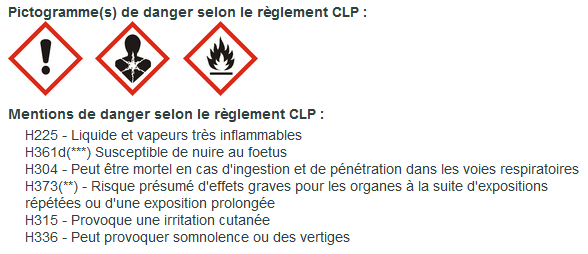 Pictogramme(s) de danger selon le règlement CLP :
Mentions de danger selon le règlement CLP :
H225 - Liquide et vapeurs très inflammables
H361d(***) Susceptible de nuire au foetus
H304 - Peut être mortel en cas d'ingestion et de pénétration dans les voies respiratoires
H373(**) - Risque présumé d'effets graves pour les organes à la suite d'expositions
répétées ou d'une exposition prolongée
H315 - Provoque une irritation cutanée
H336 - Peut provoquer somnolence ou des vertiges